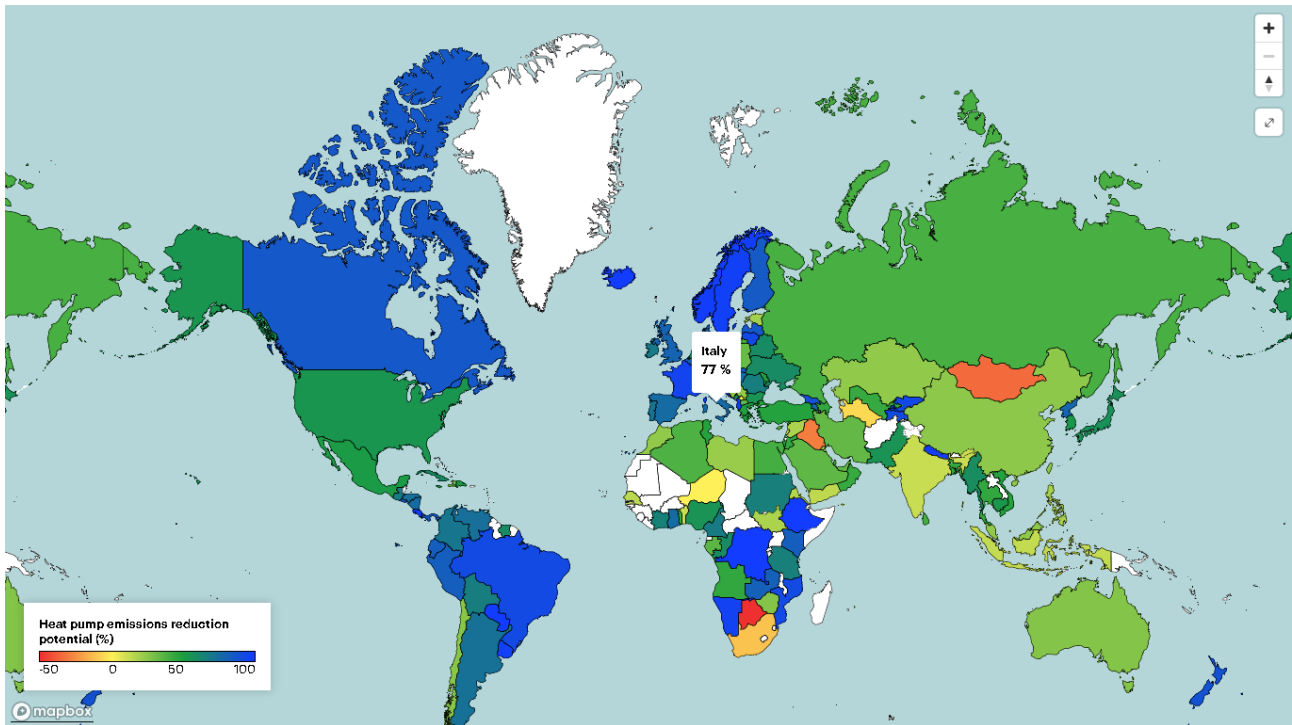 +
Italy
77 %
Heat pump emissions reduction
potential (%)
-50 0 50 100
mapbox